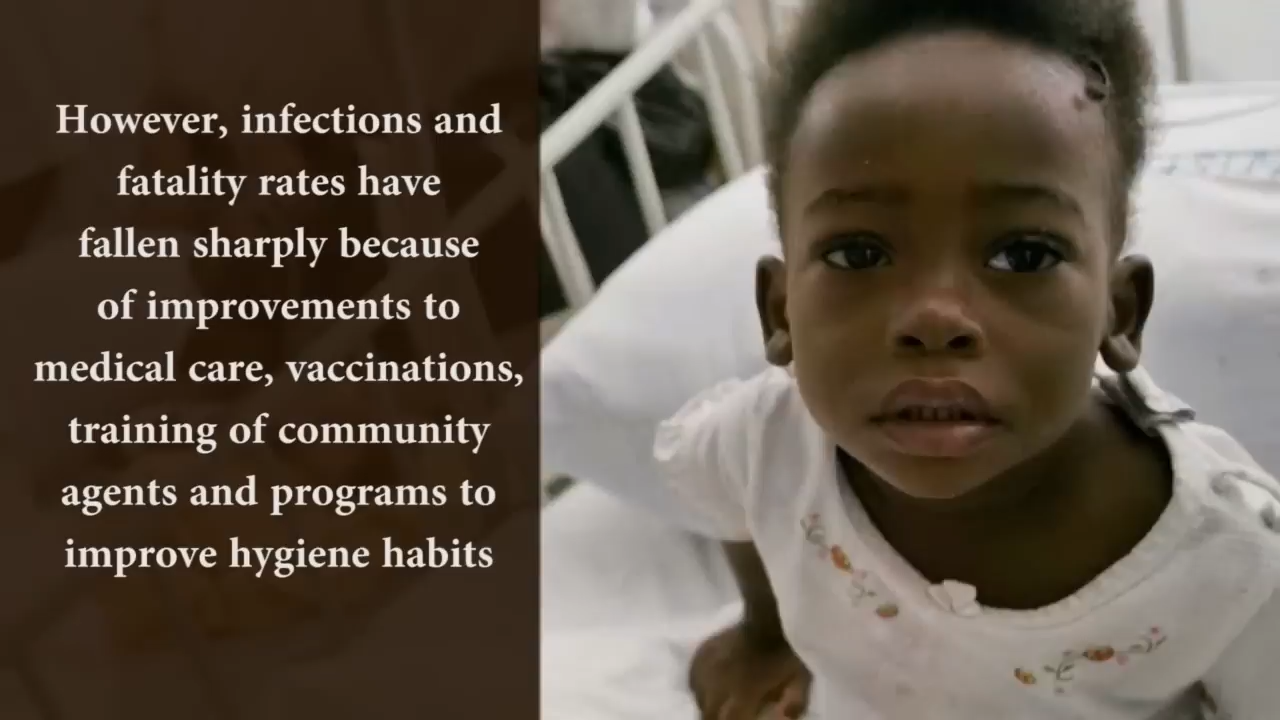 However, infections and
fatality rates have
fallen sharply because
of improvements to
medical care, vaccinations,
training of community
agents and programs to
improve hygiene habits